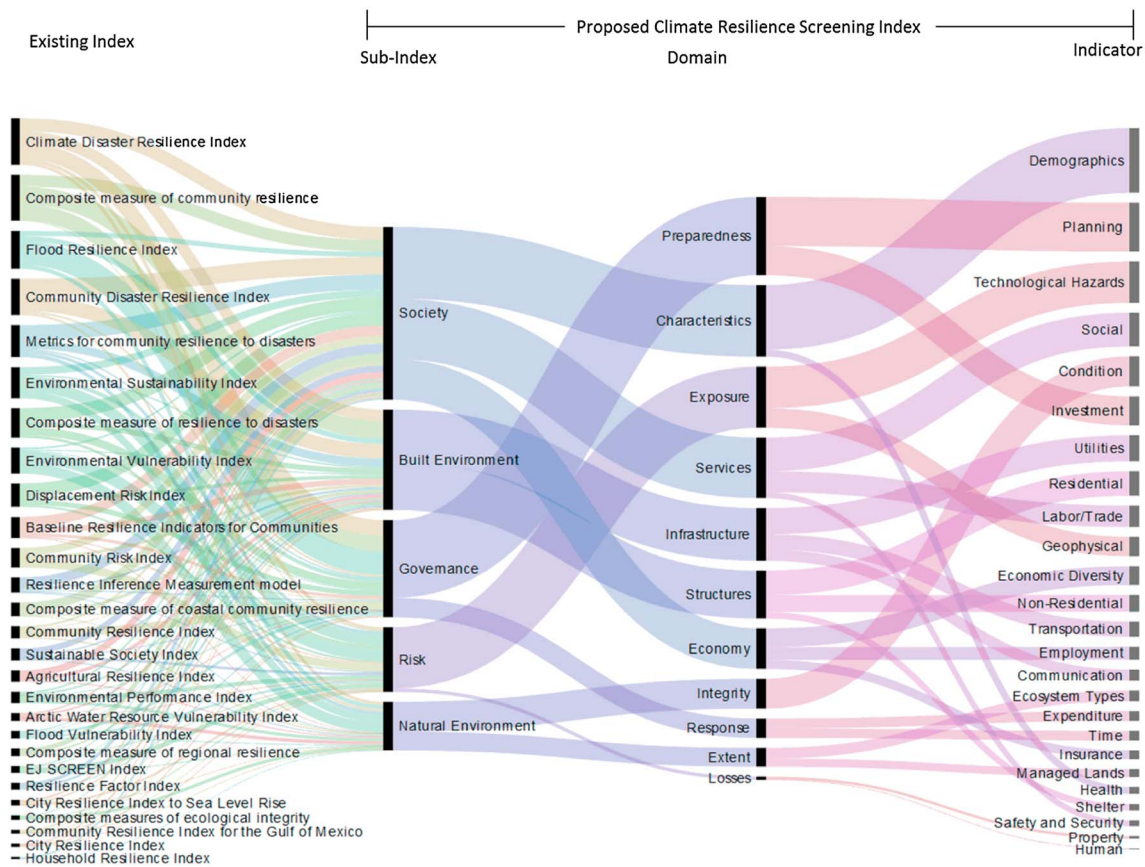 Existing Index
Proposed Climate Resilience Screening Index
Sub-Index
Domain
Indicator
Climate Disaster Resilience Index
Composite measure of community resilience
Flood Resilience Index
Community Disaster Resilience Index
Metrics for community resilience to disasters
Environmental Sustainability Index
Composite measure of resilience to disasters
Environmental Vulnerability Index
Displacement Risk Index
Baseline Resilience Indicators for Communities
Community Risk Index
Resilience Inference Measurement model
Composite measure of coastal community resilience
Community Resilience Index
Sustainable Society Index
Agricultural Resilience Index
Environmental Performance Index
Arctic Water Resource Vulnerability Index
Flood Vulnerability Index
Composite measure of regional resilience
EJ SCREEN Index
Resilience Factor Index
City Resilience Index to Sea Level Rise
Composite measures of ecological integrity
Community Resilience Index for the Gulf of Mexico
City Resilience Index
Household Resilience Index
Society
Built Environment
Governance
Risk
Natural Environment
Preparedness
Characteristics
Exposure
Services
Infrastructure
Structures
Economy
Integrity
Response
Extent
Losses
Demographics
Planning
Technological Hazards
Social
Condition
Investment
Utilities
Residential
Labor/Trade
Geophysical
Economic Diversity
Non-Residential
Transportation
Employment
Communication
Ecosystem Types
Expenditure
Time
Insurance
Managed Lands
Health
Shelter
Safety and Security
Property
Human